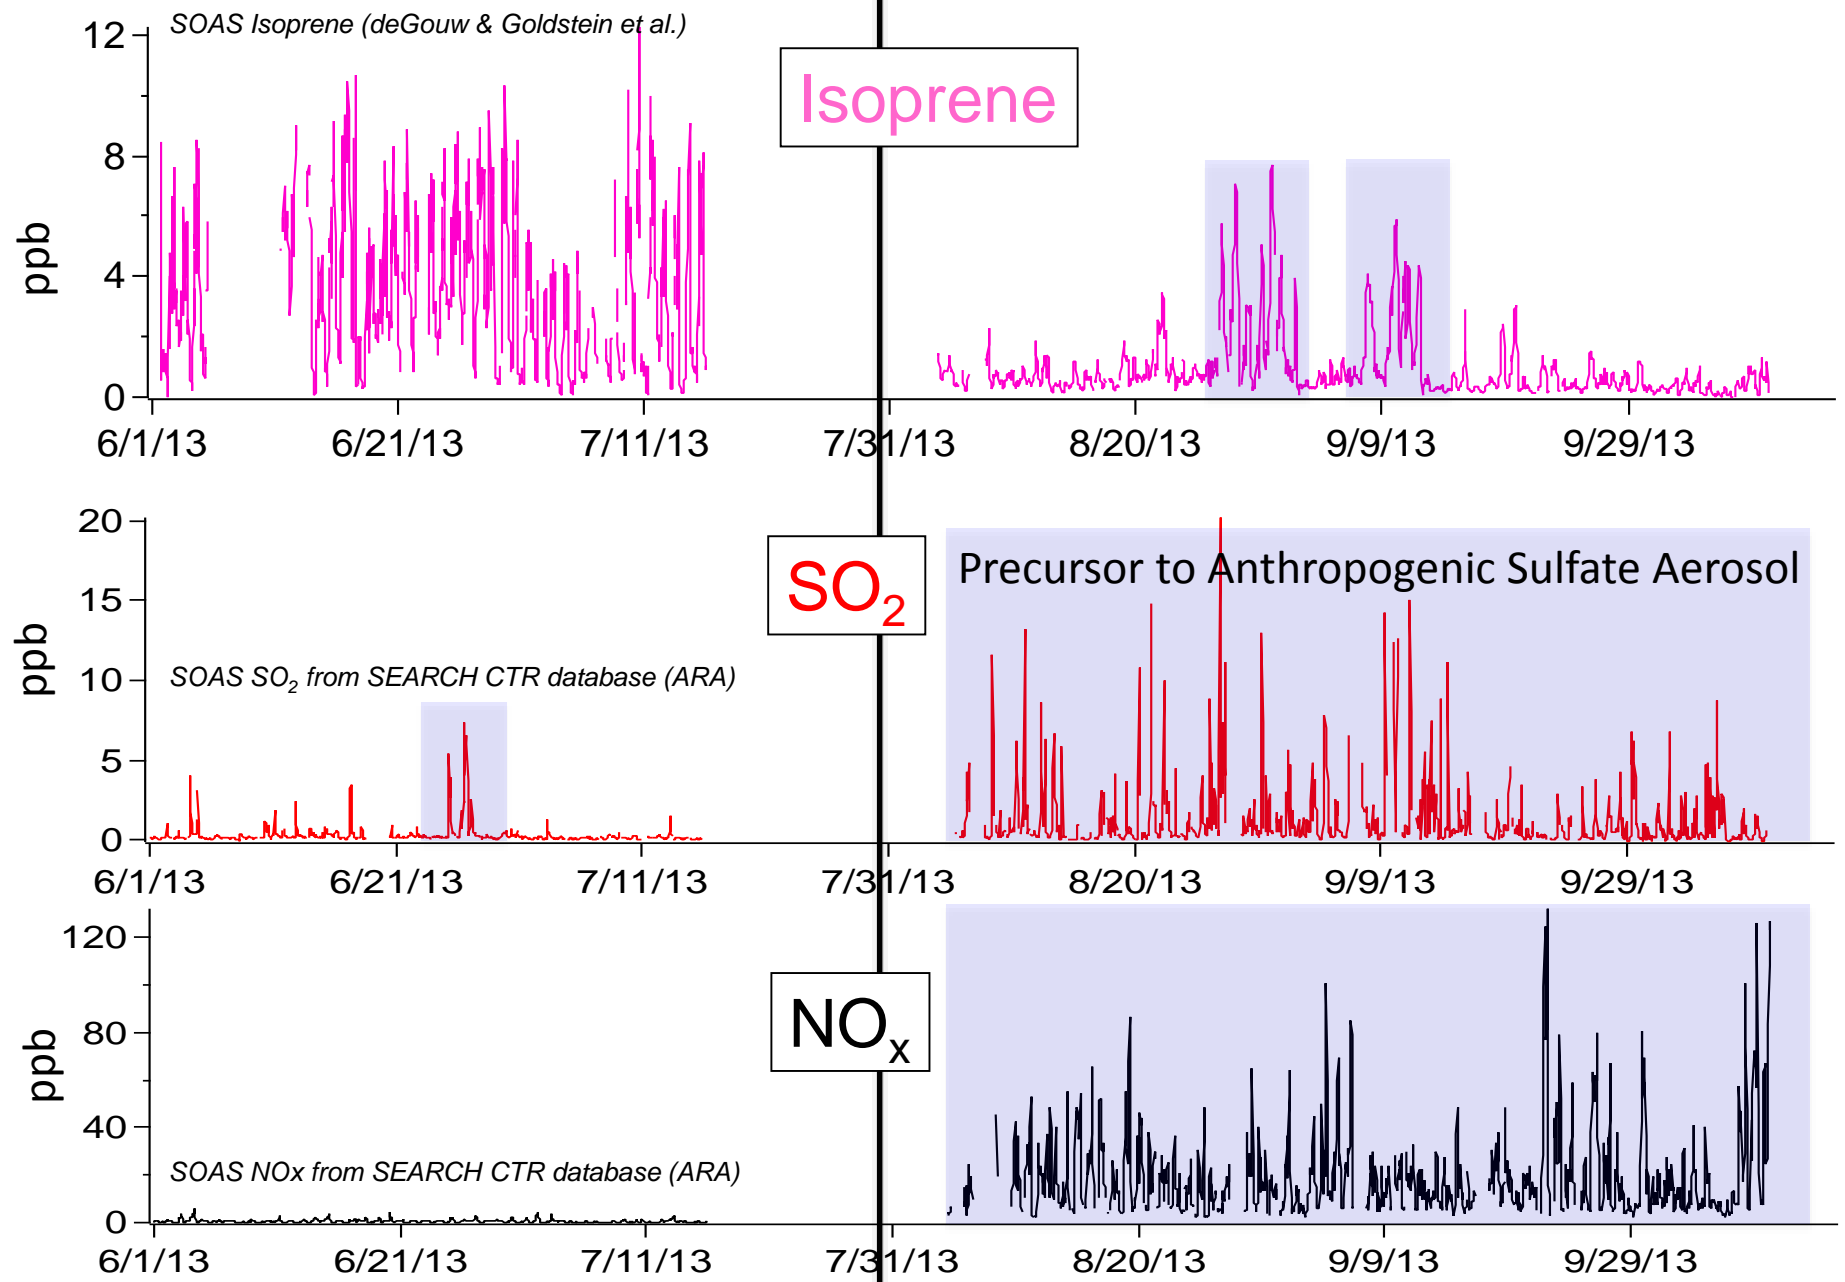 SOAS Isoprene (deGouw & Goldstein et al.)
Isoprene
12
8
4
0
ppb
6/1/13 6/21/13 7/11/13 7/31/13 8/20/13 9/9/13 9/29/13
SO2
Precursor to Anthropogenic Sulfate Aerosol
SOAS SO2 from SEARCH CTR database (ARA)
20
15
10
5
0
ppb
6/1/13 6/21/13 7/11/13 7/31/13 8/20/13 9/9/13 9/29/13
NOx
SOAS NOx from SEARCH CTR database (ARA)
120
80
40
0
ppb
6/1/13 6/21/13 7/11/13 7/31/13 8/20/13 9/9/13 9/29/13